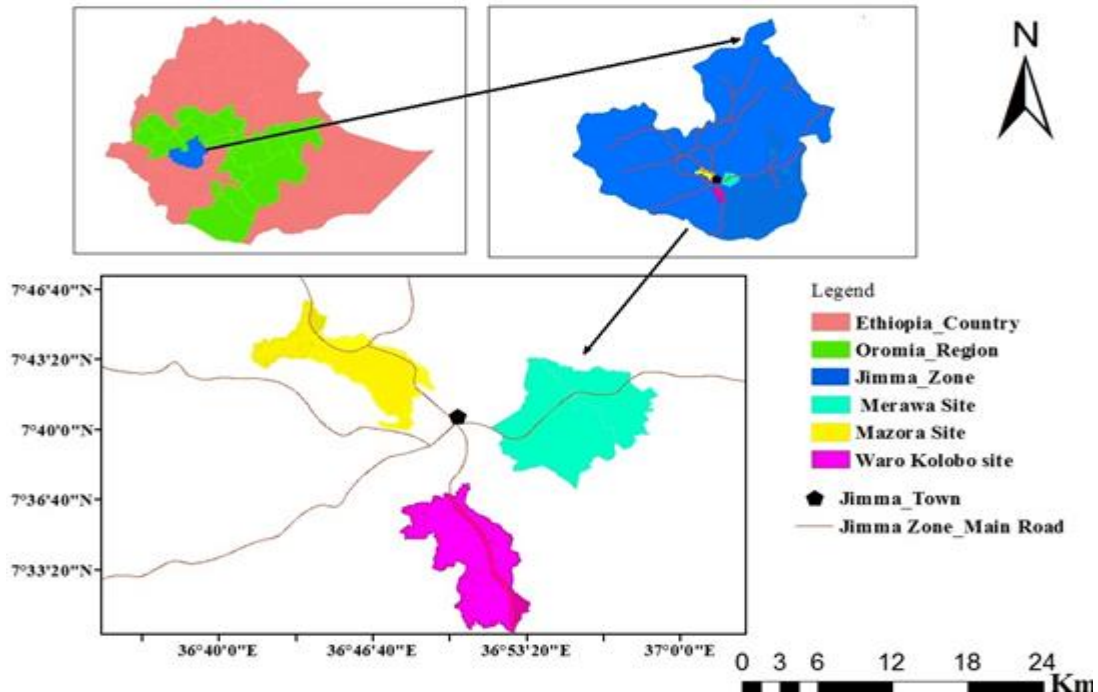 N
7°46'40"N
7°43'20"N
7°40'0"N
7°36'40"N
7°33'20"N
36°40'0"E
36°46'40"E
36°53'20"E
37°0'0"E
Legend
Ethiopia_Country
Oromia_Region
Jimma_Zone
Merawa Site
Mazora Site
Waro Kolobo site
Jimma_Town
Jimma Zone_Main Road
0 3 6 12 18 24
Km